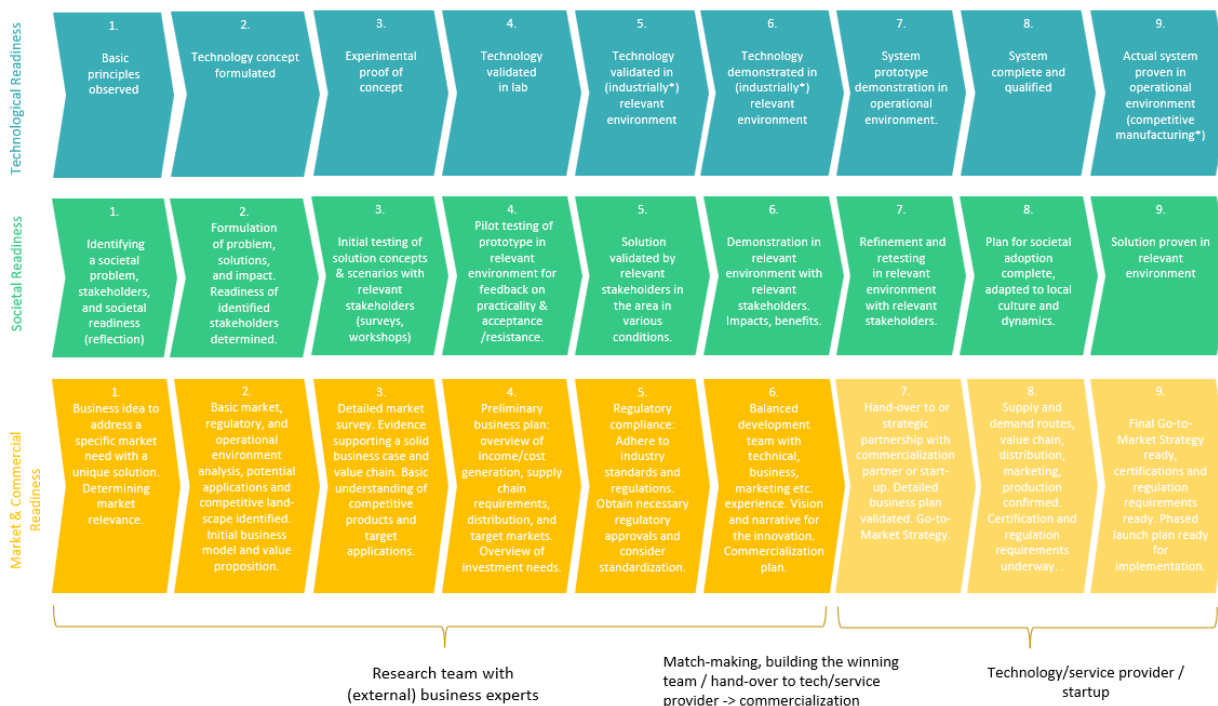 Technological Readiness
1.
Basic
principles
observed
2.
Technology concept
formulated
3.
Experimental
proof of
concept
4.
Technology
validated
in lab
5.
Technology
validated in
(industrially*)
relevant
environment
6.
Technology
demonstrated in
(industrially*)
relevant
environment
7.
System
prototype
demonstration in
operational
environment.
8.
System
complete and
qualified
9.
Actual system
proven in
operational
environment
(competitive
manufacturing*)
Societal Readiness
1.
Identifying
a societal
problem,
stakeholders,
and societal
readiness
(reflection)
2.
Formulation
of problem,
solutions,
and impact.
Readiness of
identified
stakeholders
determined.
3.
Initial testing of
solution concepts
& scenarios with
relevant
stakeholders
(surveys,
workshops)
4.
Pilot testing of
prototype in
relevant
environment for
feedback on
practicality &
acceptance
/resistance.
5.
Solution
validated by
relevant
stakeholders in
the area in
various
conditions.
6.
Demonstration in
relevant
environment with
relevant
stakeholders.
Impacts, benefits.
7.
Refinement and
retesting
in relevant
environment
with relevant
stakeholders.
8.
Plan for societal
adoption
complete,
adapted to local
culture and
dynamics.
9.
Solution proven in
relevant
environment
Market & Commercial
Readiness
1.
Business idea to
address a
specific market
need with a
unique solution.
Determining
market
relevance.
2.
Basic market,
regulatory, and
operational
environment
analysis, potential
applications and
competitive land-
scape identified.
Initial business
model and value
proposition.
3.
Detailed market
survey. Evidence
supporting a solid
business case and
value chain. Basic
understanding of
competitive
products and
target
applications.
4.
Preliminary
business plan:
overview of
income/cost
generation, supply
chain
requirements,
distribution, and
target markets.
Overview of
investment needs.
5.
Regulatory
compliance:
Adhere to
industry
standards and
regulations.
Obtain necessary
regulatory
approvals and
consider
standardization.
6.
Balanced
development
team with
technical,
business,
marketing etc.
experience. Vision
and narrative for
the innovation.
Commercialization
plan.
7.
Hand-over to or
strategic
partnership with
commercialization
partner or start-
up. Detailed
business plan
validated. Go-to-
Market Strategy.
8.
Supply and
demand routes,
value chain,
distribution,
marketing,
production
confirmed.
Certification and
regulation
requirements
underway. .
9.
Final Go-to-
Market Strategy
ready,
certifications and
regulation
requirements
ready. Phased
launch plan ready
for
implementation.
Research team with
(external) business experts
Match-making, building the winning
team / hand-over to tech/service
provider -> commercialization
Technology/service provider /
startup